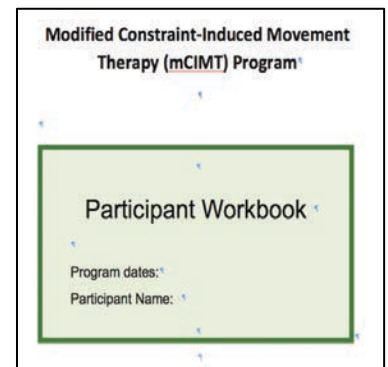 Modified Constraint-Induced Movement
Therapy (mCIMT) Program
Participant Workbook
Program dates:
Participant Name: